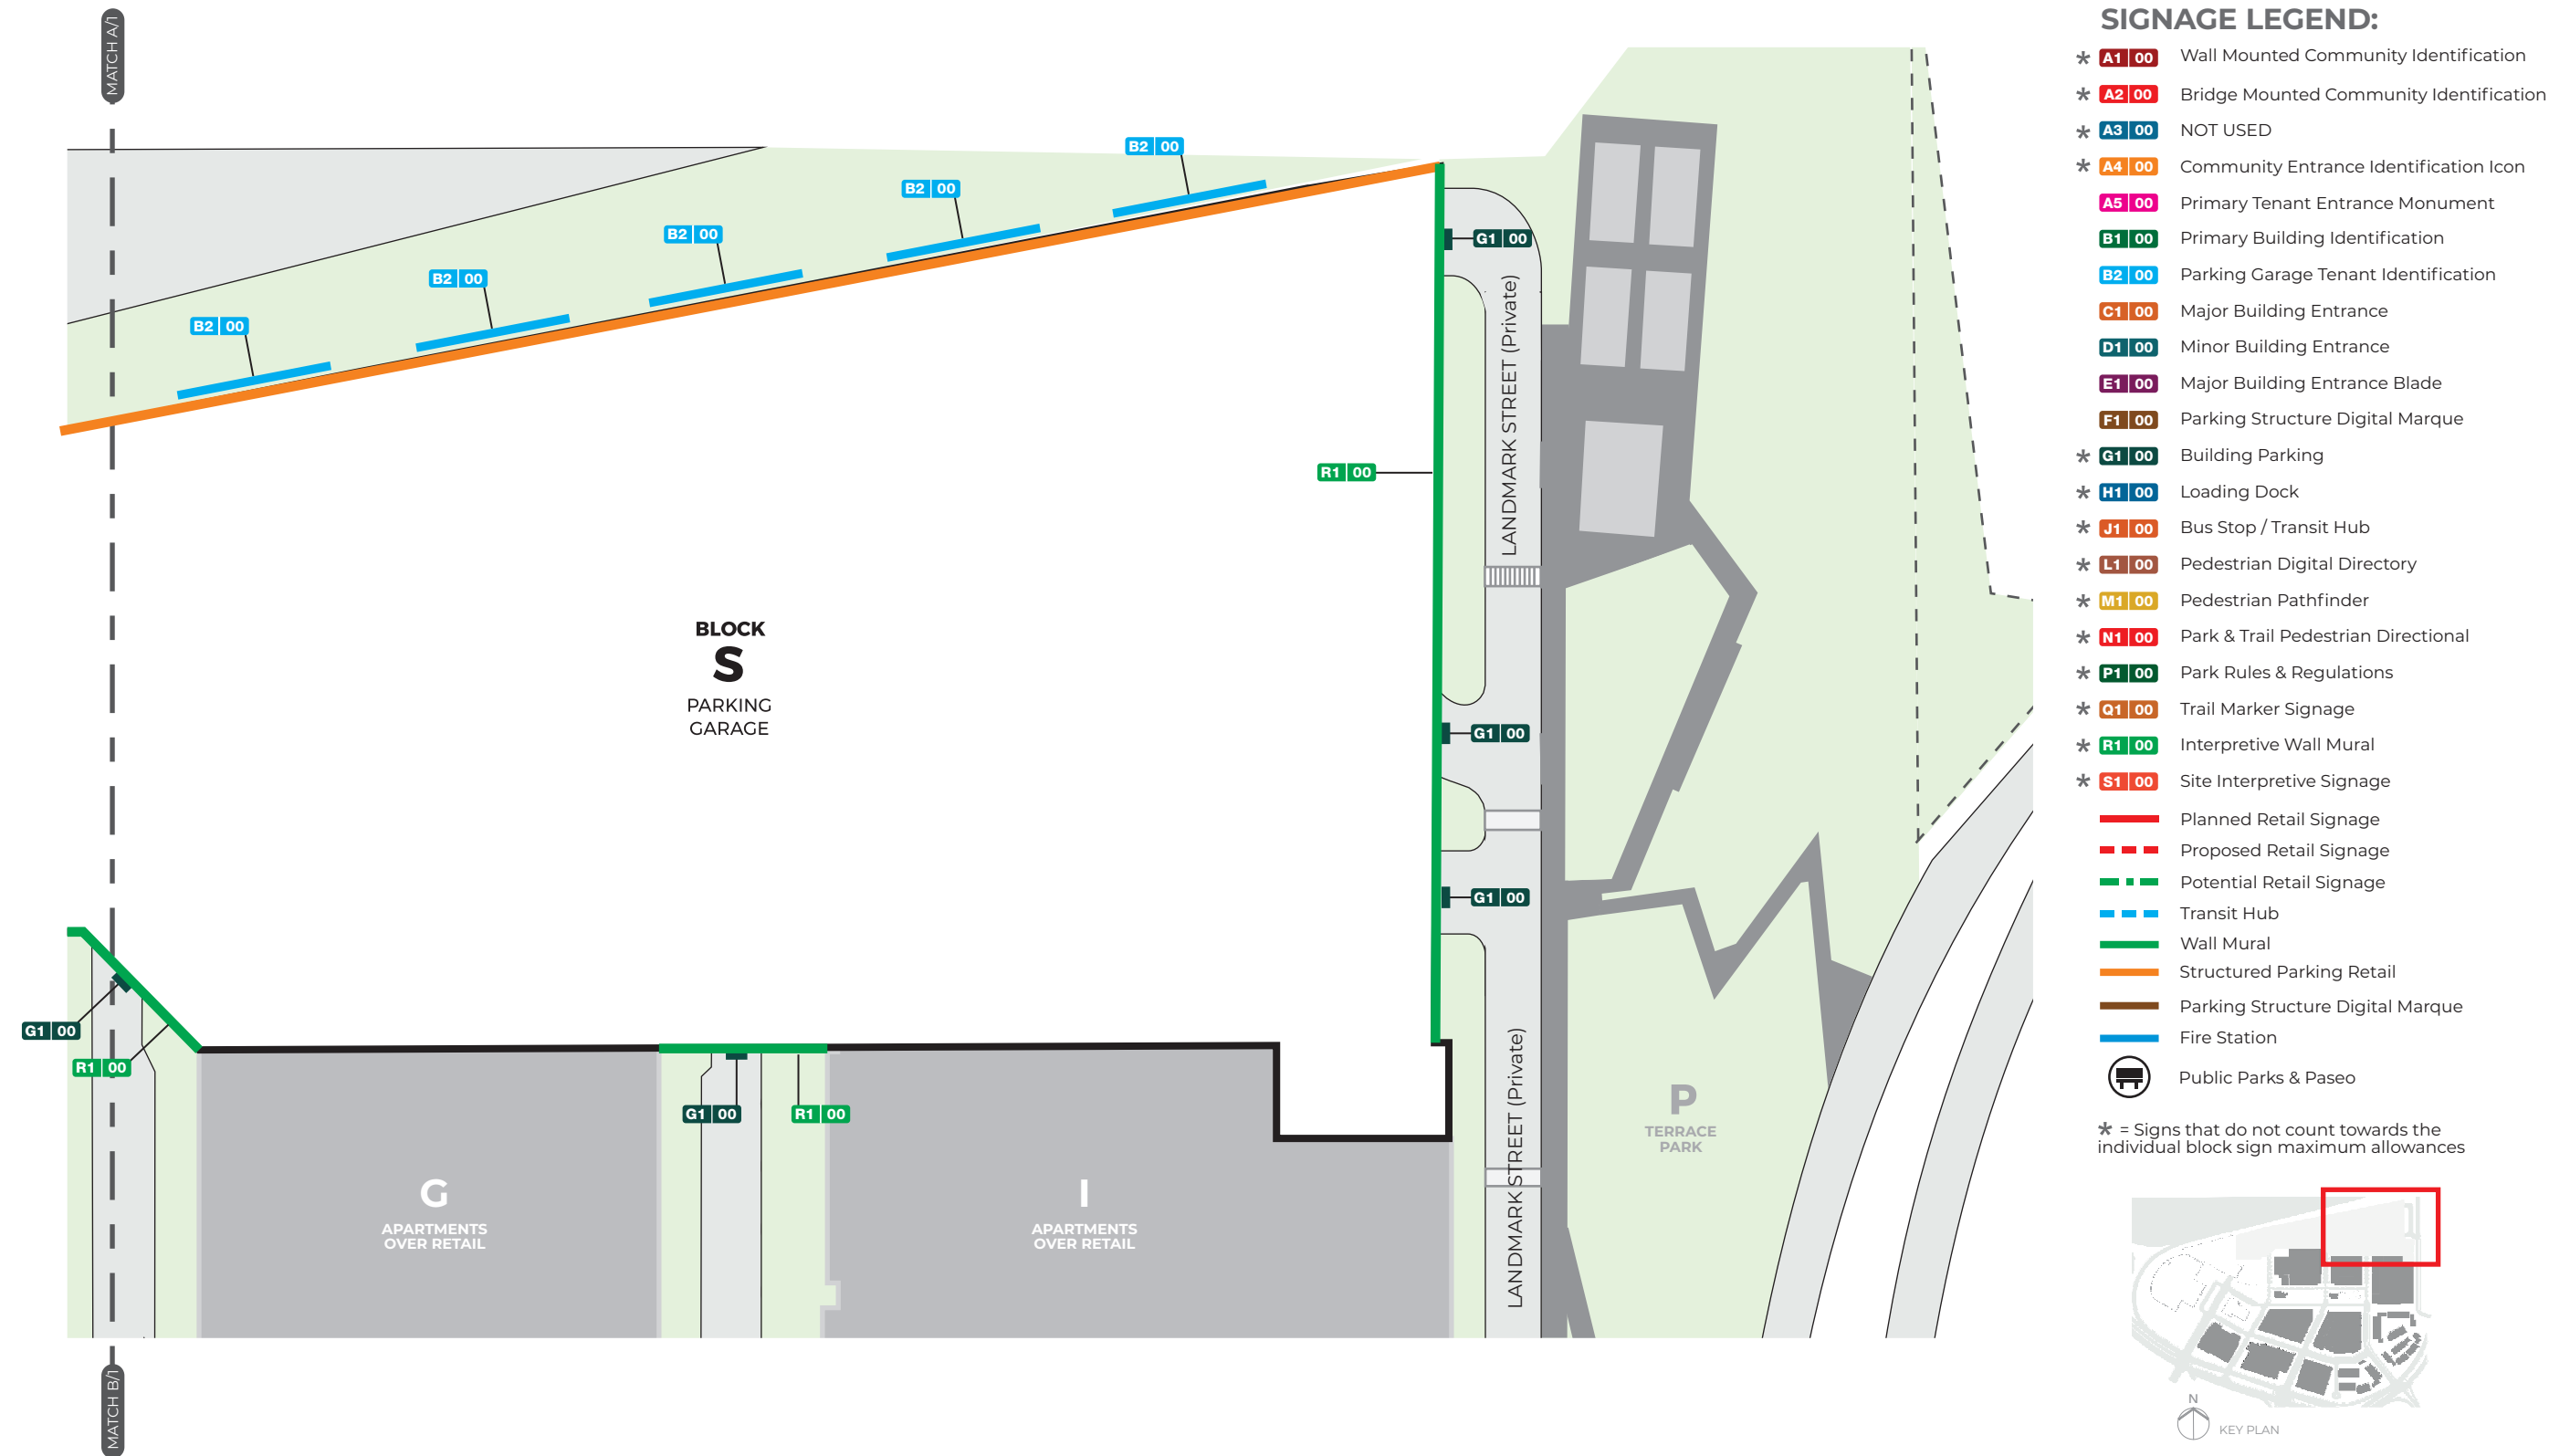 MATCH A/1
B2 00
B2 00
B2 00
B2 00
B2 00
G1 00
LANDMARK STREET (Private)
R1 00
BLOCK
S
PARKING
GARAGE
G1 00
G1 00
G1 00
R1 00
G1 00
R1 00
LANDMARK STREET (Private)
P
TERRACE
PARK
G
APARTMENTS
OVER RETAIL
I
APARTMENTS
OVER RETAIL
MATCH B/1
SIGNAGE LEGEND:
* A1 00 Wall Mounted Community Identification
* A2 00 Bridge Mounted Community Identification
* A3 00 NOT USED
* A4 00 Community Entrance Identification Icon
A5 00 Primary Tenant Entrance Monument
B1 00 Primary Building Identification
B2 00 Parking Garage Tenant Identification
C1 00 Major Building Entrance
D1 00 Minor Building Entrance
E1 00 Major Building Entrance Blade
F1 00 Parking Structure Digital Marque
* G1 00 Building Parking
* H1 00 Loading Dock
* J1 00 Bus Stop / Transit Hub
* L1 00 Pedestrian Digital Directory
* M1 00 Pedestrian Pathfinder
* N1 00 Park & Trail Pedestrian Directional
* P1 00 Park Rules & Regulations
* Q1 00 Trail Marker Signage
* R1 00 Interpretive Wall Mural
* S1 00 Site Interpretive Signage
Planned Retail Signage
Proposed Retail Signage
Potential Retail Signage
Transit Hub
Wall Mural
Structured Parking Retail
Parking Structure Digital Marque
Fire Station
Public Parks & Paseo
* = Signs that do not count towards the
individual block sign maximum allowances
N
KEY PLAN